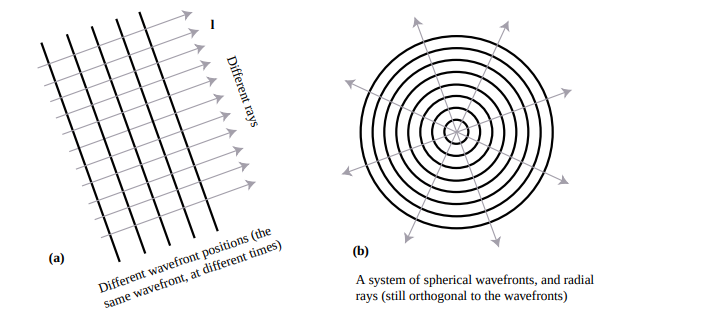 l
Different rays
(a)
Different wavefront positions (the
same wavefront, at different times)
(b)
A system of spherical wavefronts, and radial
rays (still orthogonal to the wavefronts)